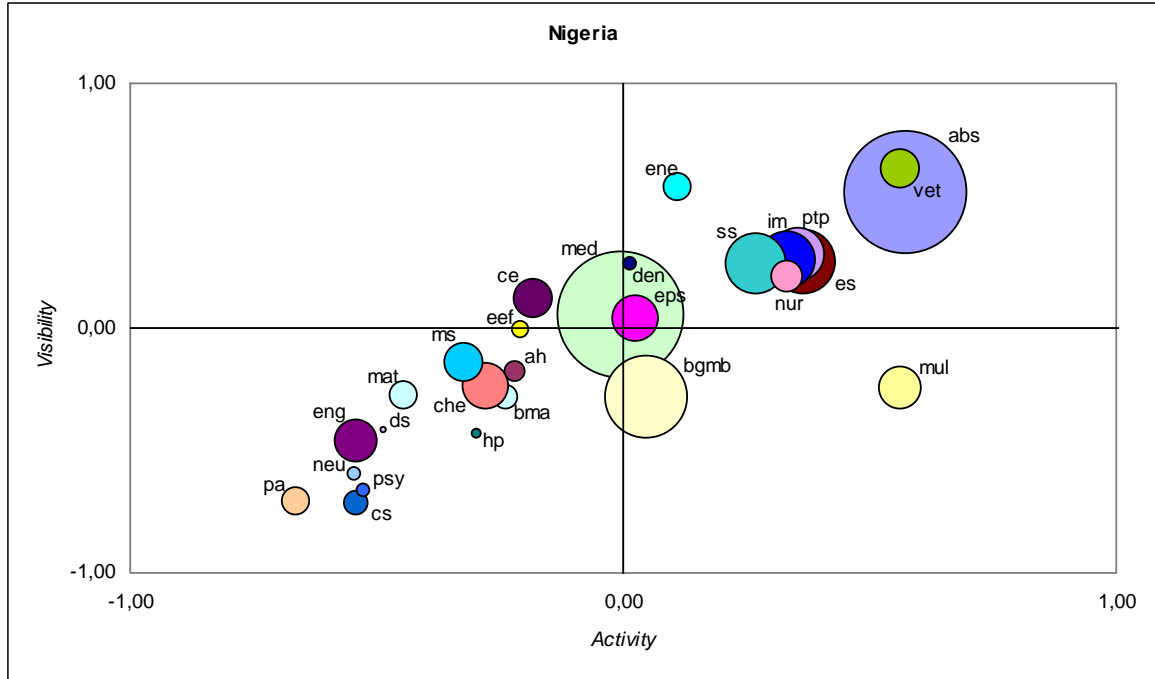 Nigeria
1,00
abs
ene
vet
im
ptp
ss
med
den
ce
es
eps
nur
eef
ms
ah
bgmb
mul
mat
che
bma
eng
ds
hp
neu
psy
pa
cs
-1,00
-1,00
0,00
1,00
0,00
Visibility
Activity